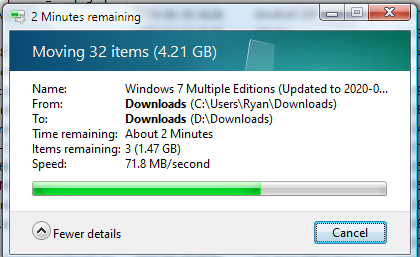 2 Minutes remaining
Moving 32 items (4.21 GB)
Name: Windows 7 Multiple Editions (Updated to 2020-0...
From: Downloads (C:\Users\Ryan\Downloads)
To: Downloads (D:\Downloads)
Time remaining: About 2 Minutes
Items remaining: 3 (1.47 GB)
Speed: 71.8 MB/second
Fewer details
Cancel